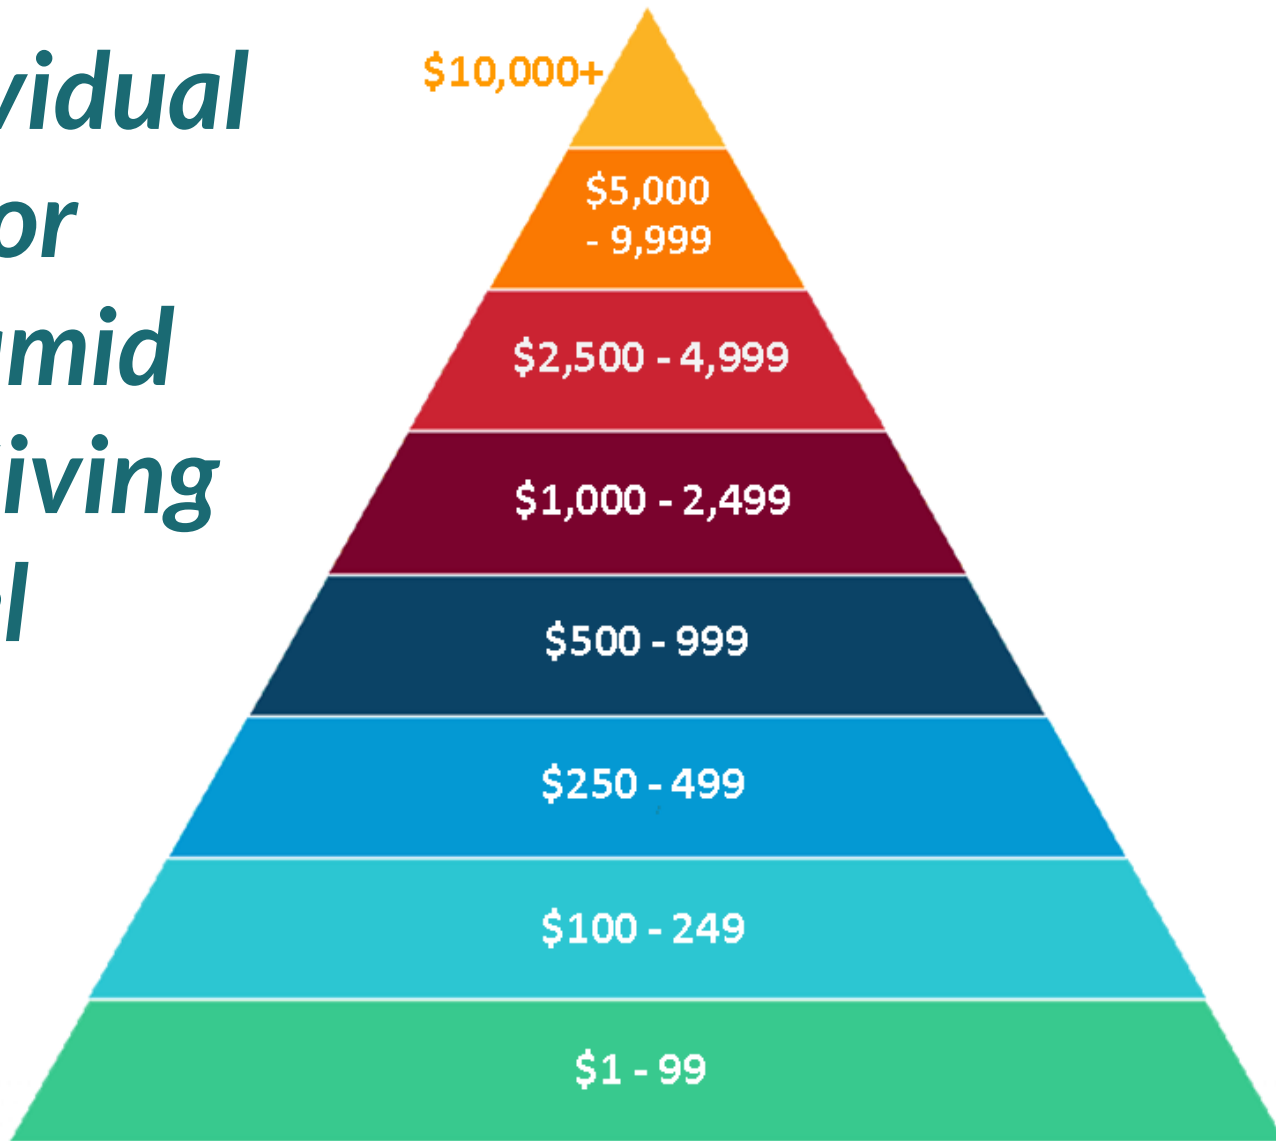 vidual
or
amid
iving
el
$10,000+
$5,000
- 9,999
$2,500 - 4,999
$1,000 - 2,499
$500 - 999
$250 - 499
$100 - 249
$1 - 99